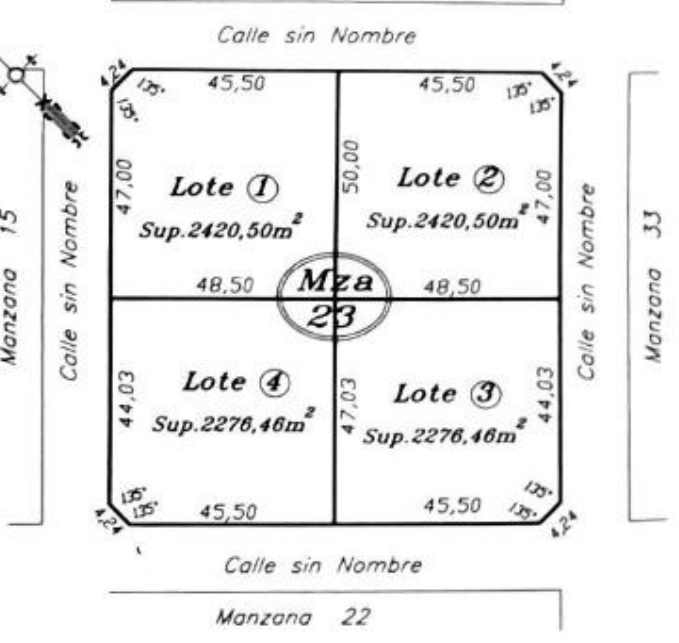 Calle sin Nombre
4,24
135°
135°
45,50
45,50
135°
135°
4,24
47,00
Lote 1
Sup.2420,50m²
50,00
Lote 2
Sup.2420,50m²
47,00
Manzana 15
Calle sin Nombre
Calle sin Nombre
Manzana 33
48,50
Mza
23
48,50
44,03
Lote 4
Sup.2276,46m²
47,03
Lote 3
Sup.2276,46m²
44,03
135°
135°
4,24
45,50
45,50
135°
135°
4,24
Calle sin Nombre
Manzana 22